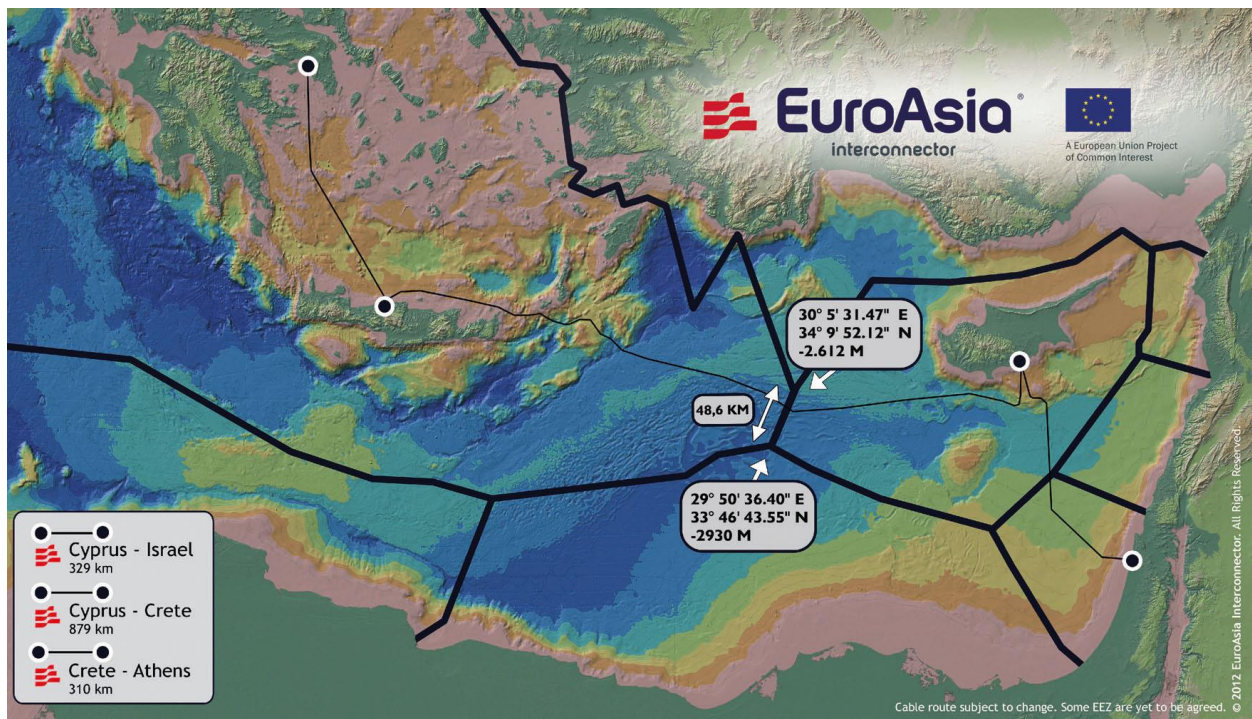 EuroAsia®
interconnector
A European Union Project
of Common Interest
30° 5' 31.47" E
34° 9' 52.12" N
-2.612 M
48,6 KM
29° 50' 36.40" E
33° 46' 43.55" N
-2930 M
Cyprus - Israel
329 km
Cyprus - Crete
879 km
Crete - Athens
310 km
Cable route subject to change. Some EEZ are yet to be agreed.
© 2012 EuroAsia Interconnector. All Rights Reserved.